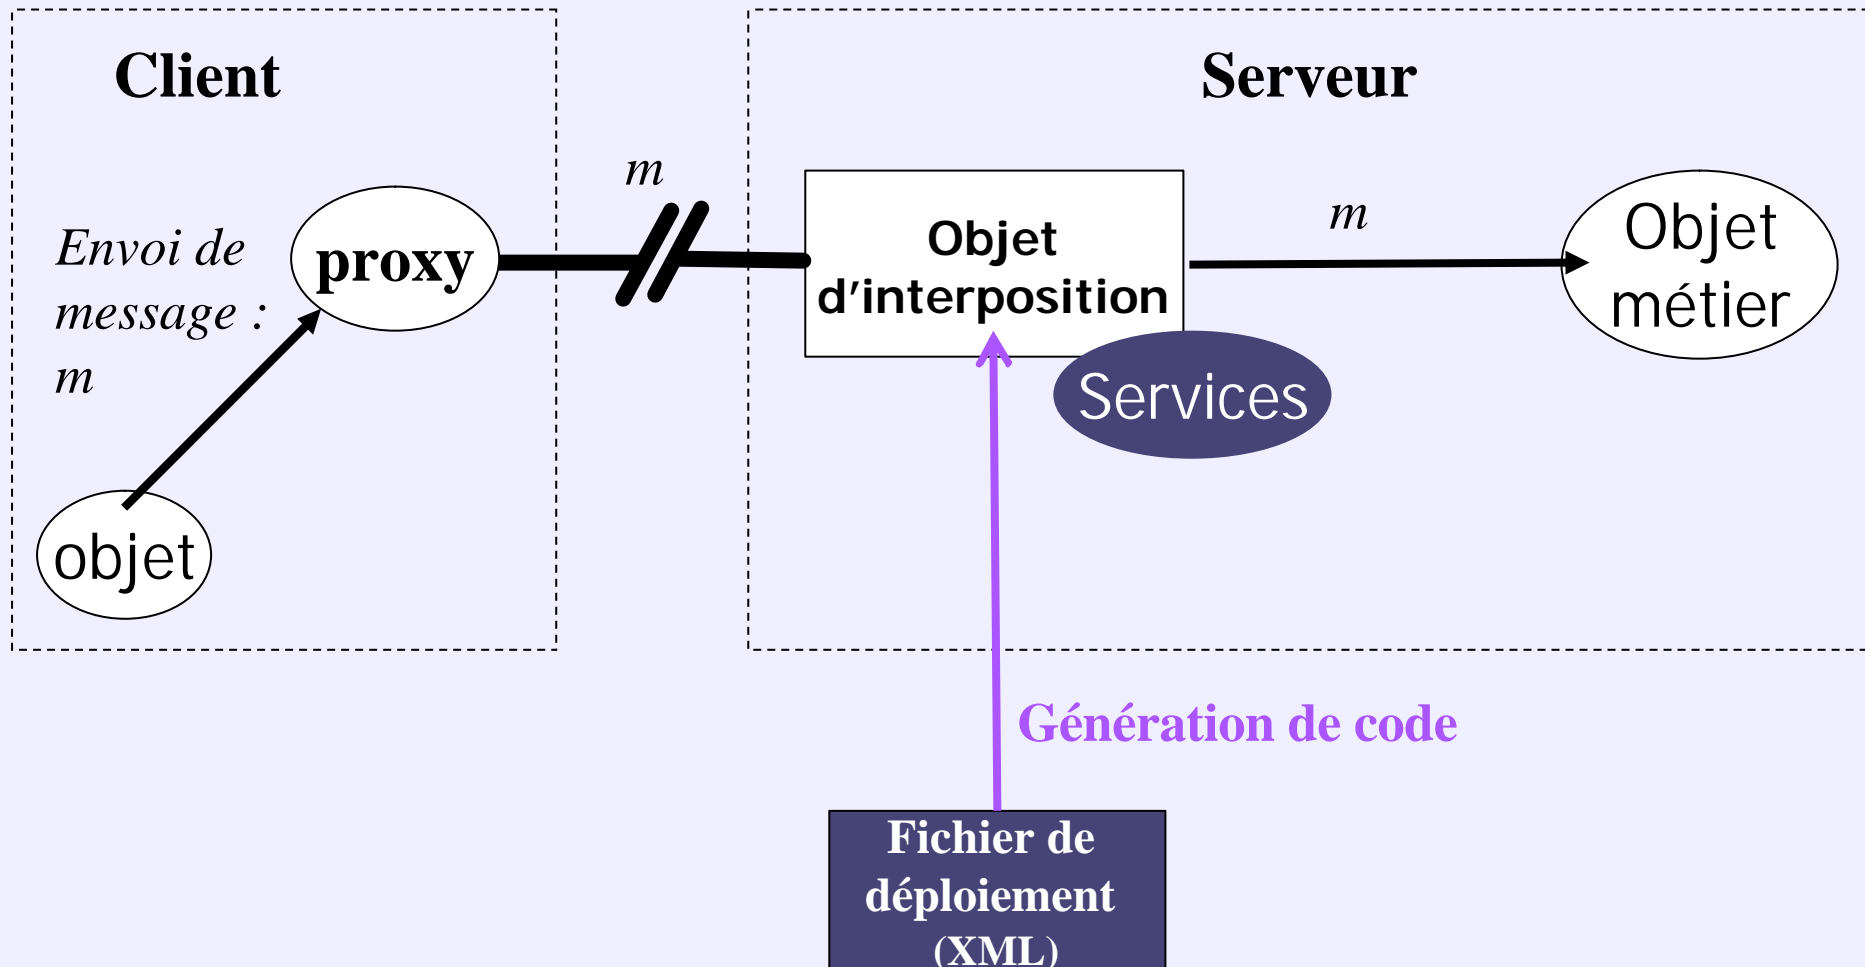 Client
Serveur
m
Envoi de
message :
m
proxy
Objet
d'interposition
m
Objet
métier
Services
objet
Génération de code
Fichier de
déploiement
(XML)